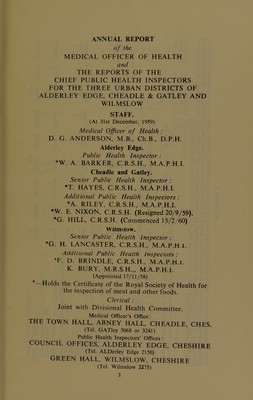 ANNUAL REPORT
of the
MEDICAL OFFICER OF HEALTH
and
THE REPORTS OF THE
CHIEF PUBLIC HEALTH INSPECTORS
FOR THE THREE URBAN DISTRICTS OF
ALDERLEY EDGE, CHEADLE & GATLEY AND
WILMSLOW
STAFF.
(At 31st December, 1959)
Medical Officer of Health :
D. G. ANDERSON, M.B., Ch.B., D.P.H.
Alderley Edge.
Public Health Inspector :
*W. A. BARKER, C.R.S.H., M.A.P.H.I.
Cheadle and Gatley.
Senior Public Health Inspector :
*T. HAYES, C.R.S.H., M.A.P.H.I.
Additional Public Health Inspectors :
*A. RILEY, C.R.S.H., M.A.P.H.I.
*W. E. NIXON, C.R.S.H. (Resigned 20/9/59).
*G. HILL, C.R.S.H. (Commenced 15/2/60)
Wilmslow.
Senior Public Health Inspector :
*G. H. LANCASTER, C.R.S.H., M.A.P.H.I.
Additional Public Health Inspectors :
*F. D. BRINDLE, C.R.S.H., M.A.P.H.I.
K. BURY, M.R.S.H., M.A.P.H.I.
(Appointed 17/11/58)
*—Holds the Certificate of the Royal Society of Health for
the inspection of meat and other foods.
Clerical :
Joint with Divisional Health Committee.
Medical Officer's Office :
THE TOWN HALL, ABNEY HALL, CHEADLE, CHES.
(Tel. GATley 5068 or 3241)
Public Health Inspectors' Offices :
COUNCIL OFFICES, ALDERLEY EDGE, CHESHIRE
(Tel. ALDerley Edge 2150)
GREEN HALL, WILMSLOW, CHESHIRE
(Tel. Wilmslow 2275)
3